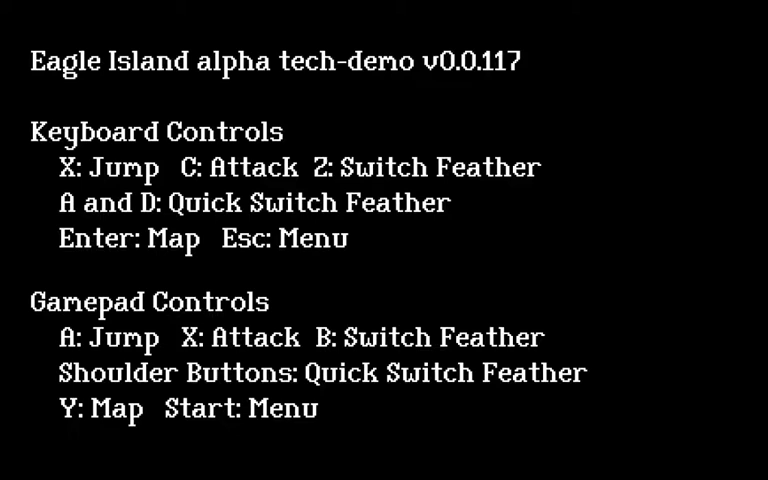 Eagle Island alpha tech-demo v0.0.117
Keyboard Controls
X: Jump C: Attack Z: Switch Feather
A and D: Quick Switch Feather
Enter: Map Esc: Menu
Gamepad Controls
A: Jump X: Attack B: Switch Feather
Shoulder Buttons: Quick Switch Feather
Y: Map Start: Menu